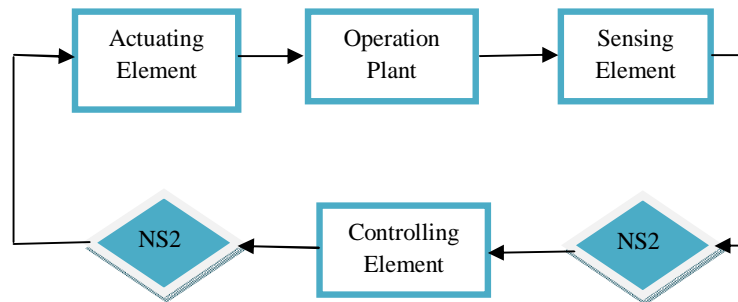 Actuating
Element
Operation
Plant
Sensing
Element
NS2
Controlling
Element
NS2